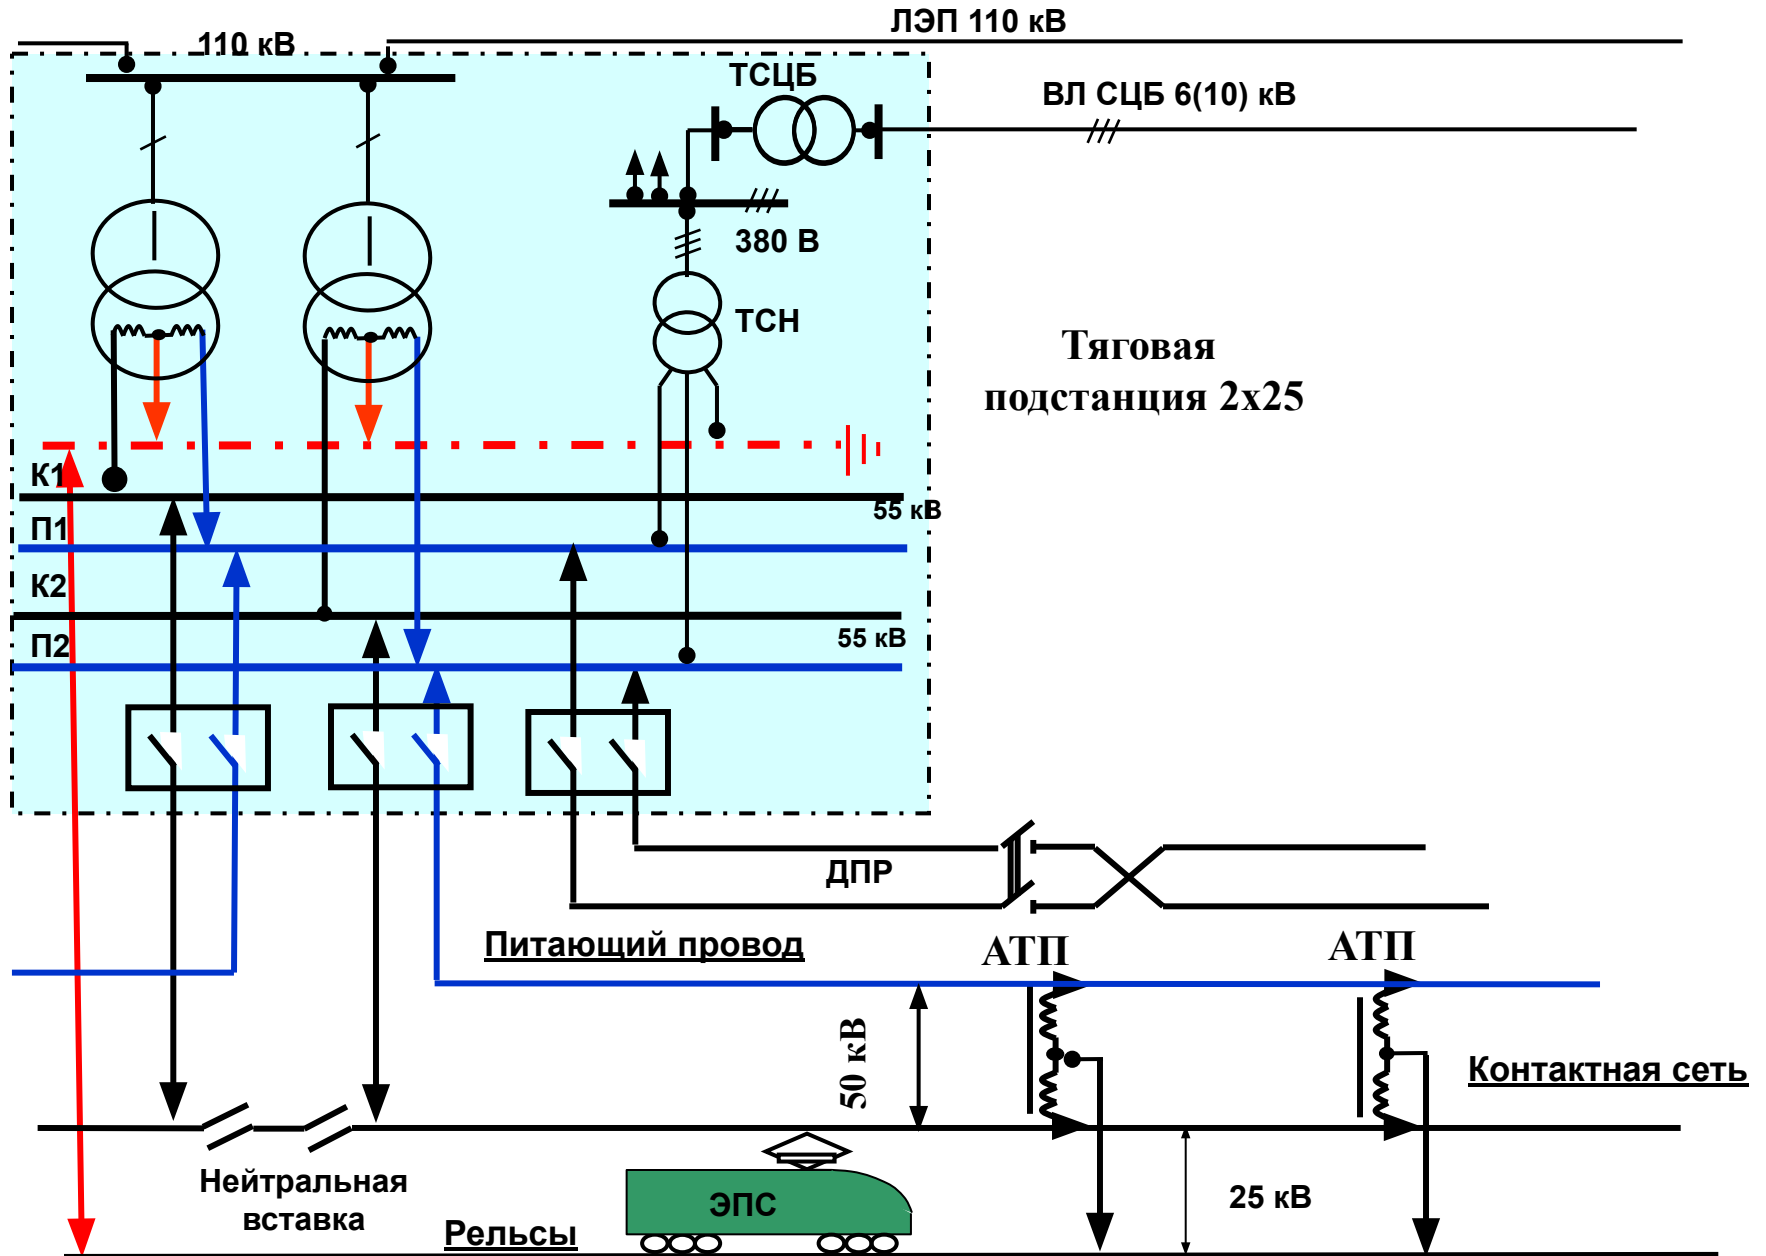 ЛЭП 110 кВ
110 кВ
ТСЦБ
ВЛ СЦБ 6(10) кВ
380 В
ТСН
Тяговая
подстанция 2х25
К1
55 кВ
П1
К2
П2
55 кВ
ДПР
Питающий провод
АТП
АТП
50 кВ
Контактная сеть
Нейтральная
вставка
ЭПС
25 кВ
Рельсы